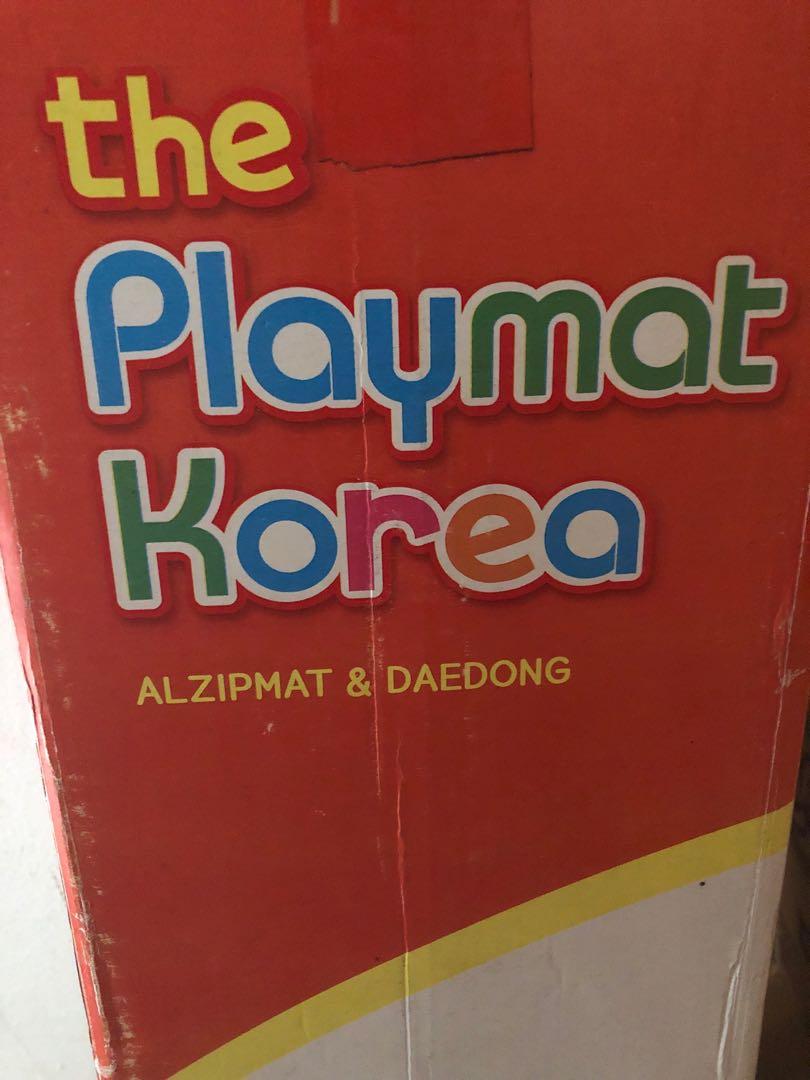 the
Playmat
Korea
ALZIPMAT & DAEDONG